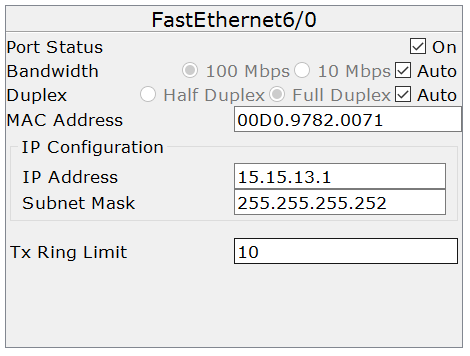 FastEthernet6/0
Port Status On
Bandwidth 100 Mbps 10 Mbps Auto
Duplex Half Duplex Full Duplex Auto
MAC Address 00D0.9782.0071
IP Configuration
IP Address 15.15.13.1
Subnet Mask 255.255.255.252
Tx Ring Limit 10